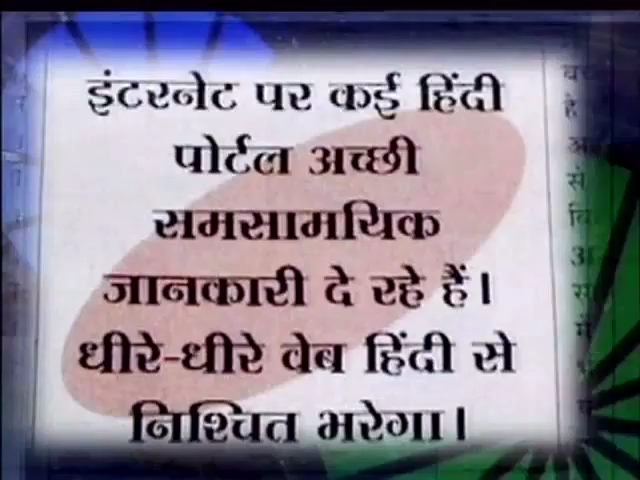 इंटरनेट पर कई हिंदी
पोर्टल अच्छी
समसामयिक
जानकारी दे रहे हैं।
धीरे-धीरे वेब हिंदी से
निश्चित भरेगा।